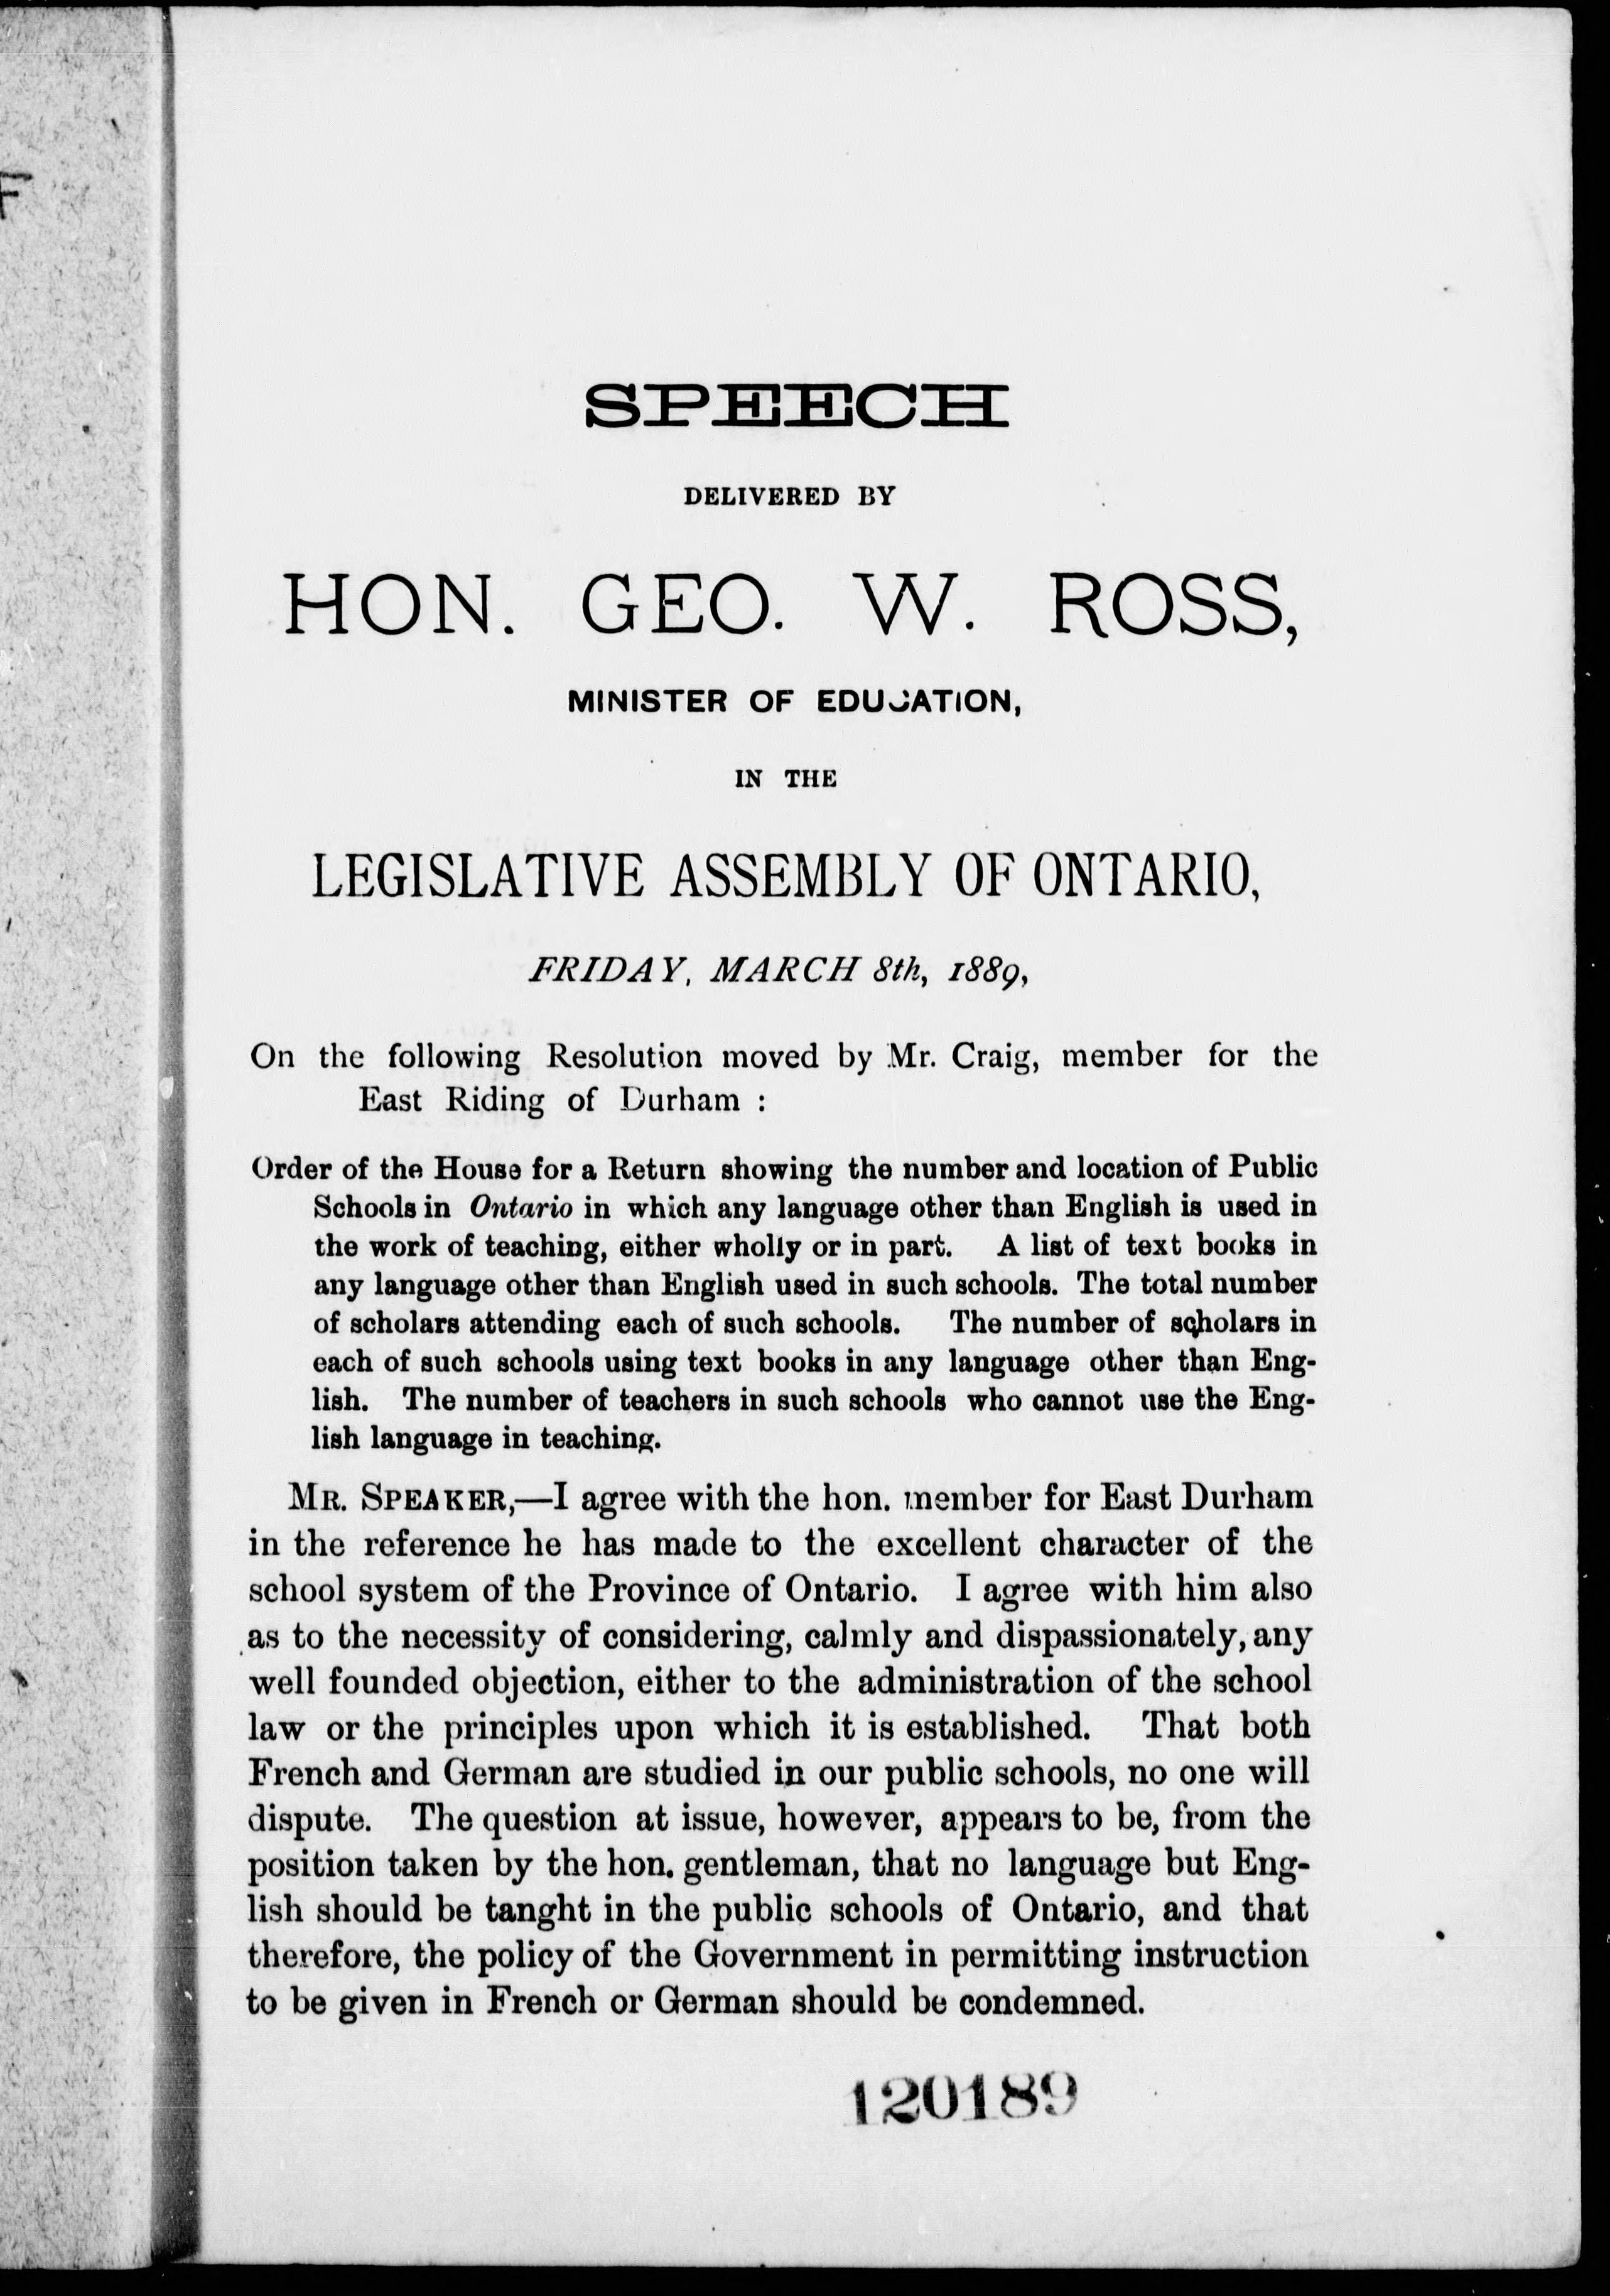 SPEECH
DELIVERED BY
HON. GEO. W. ROSS,
MINISTER OF EDUCATION,
IN THE
LEGISLATIVE ASSEMBLY OF ONTARIO,
FRIDAY, MARCH 8th, 1889,
On the following Resolution moved by Mr. Craig, member for the
East Riding of Durham :
Order of the House for a Return showing the number and location of Public
Schools in Ontario in which any language other than English is used in
the work of teaching, either wholly or in part. A list of text books in
any language other than English used in such schools. The total number
of scholars attending each of such schools. The number of scholars in
each of such schools using text books in any language other than Eng-
lish. The number of teachers in such schools who cannot use the Eng-
lish language in teaching.
MR. SPEAKER,—I agree with the hon. member for East Durham
in the reference he has made to the excellent character of the
school system of the Province of Ontario. I agree with him also
as to the necessity of considering, calmly and dispassionately, any
well founded objection, either to the administration of the school
law or the principles upon which it is established. That both
French and German are studied in our public schools, no one will
dispute. The question at issue, however, appears to be, from the
position taken by the hon. gentleman, that no language but Eng-
lish should be tanght in the public schools of Ontario, and that
therefore, the policy of the Government in permitting instruction
to be given in French or German should be condemned.
120189